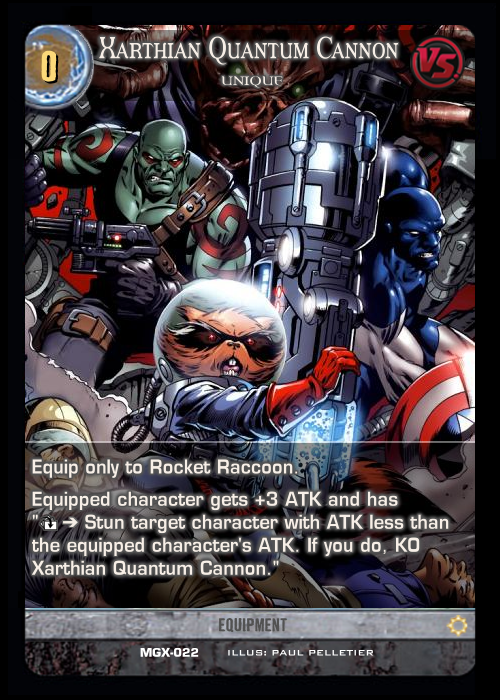 0
Xarthian Quantum Cannon
UNIQUE
VS.
Equip only to Rocket Raccoon.
Equipped character gets +3 ATK and has
" ➔ Stun target character with ATK less than
the equipped character's ATK. If you do, KO
Xarthian Quantum Cannon."
EQUIPMENT
MGX-022 ILLUS: PAUL PELLETIER